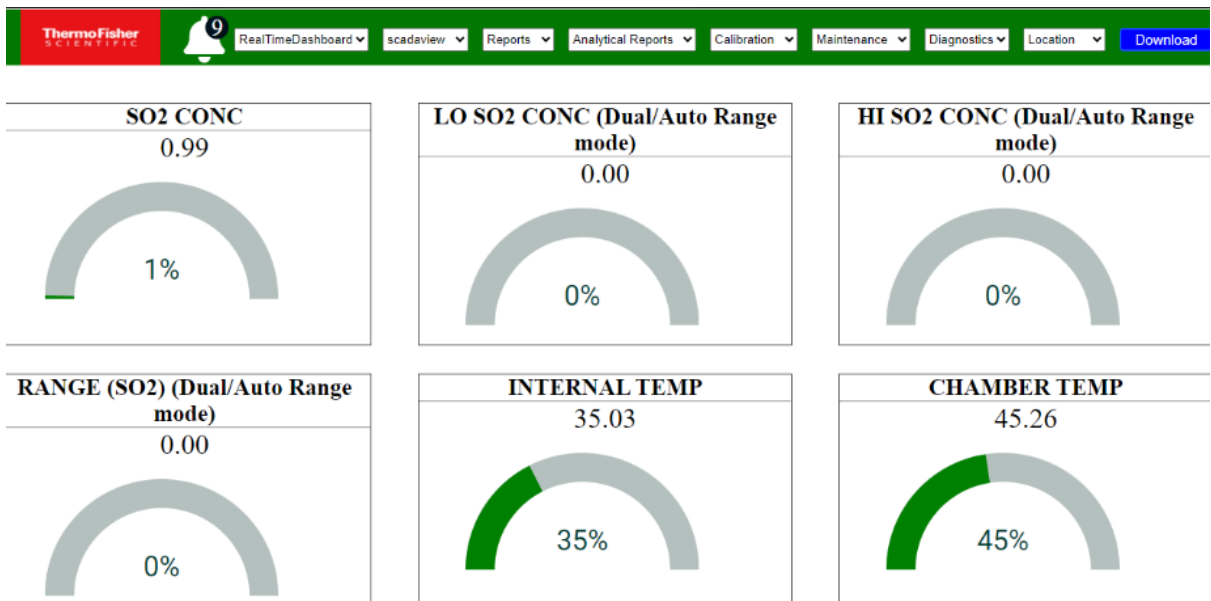 ThermoFisher
SCIENTIFIC
9
RealTimeDashboard
scadaview
Reports
Analytical Reports
Calibration
Maintenance
Diagnostics
Location
Download
SO2 CONC
0.99
1%
LO SO2 CONC (Dual/Auto Range
mode)
0.00
0%
HI SO2 CONC (Dual/Auto Range
mode)
0.00
0%
RANGE (SO2) (Dual/Auto Range
mode)
0.00
0%
INTERNAL TEMP
35.03
35%
CHAMBER TEMP
45.26
45%